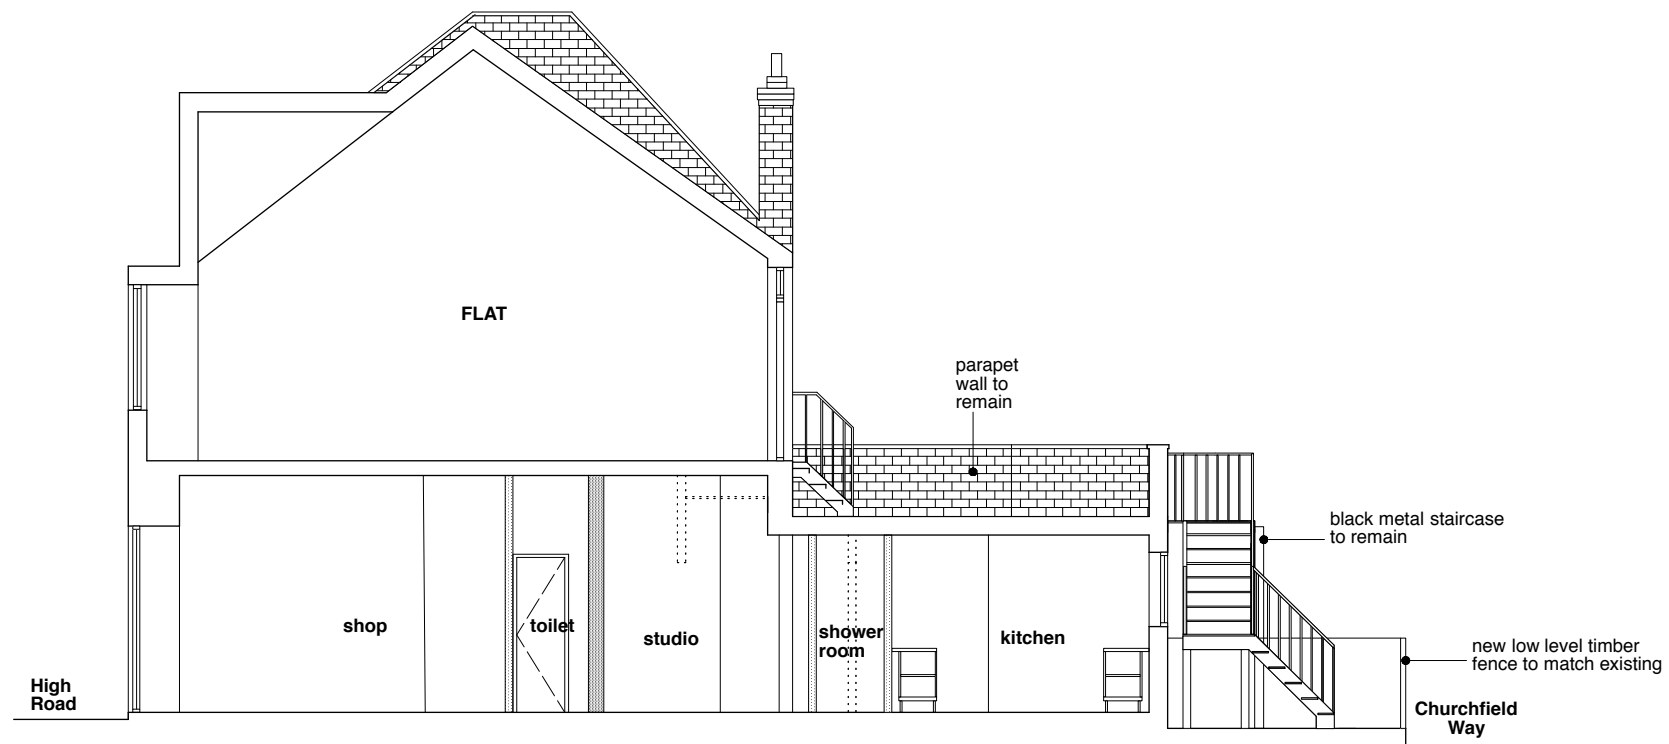 FLAT
parapet
wall to
remain
black metal staircase
to remain
shop
toilet
studio
shower
room
kitchen
new low level timber
fence to match existing
High
Road
Churchfield
Way